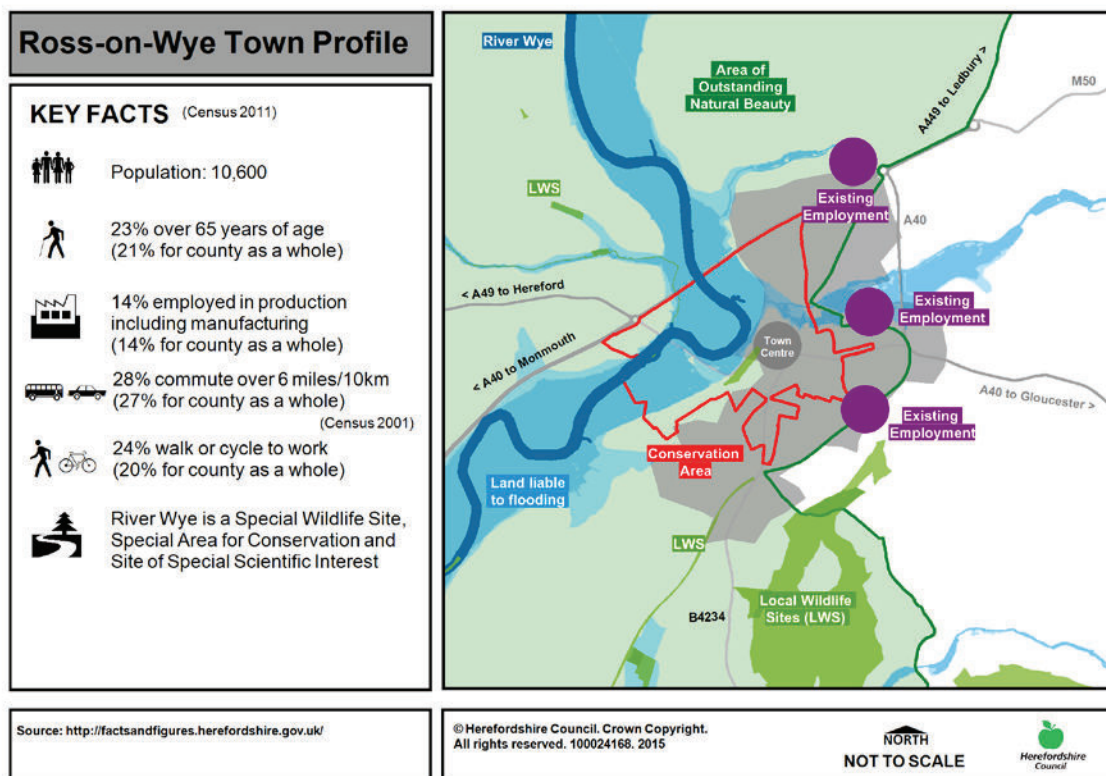 Ross-on-Wye Town Profile
KEY FACTS (Census 2011)
Population: 10,600
23% over 65 years of age
(21% for county as a whole)
14% employed in production
including manufacturing
(14% for county as a whole)
28% commute over 6 miles/10km
(27% for county as a whole)
(Census 2001)
24% walk or cycle to work
(20% for county as a whole)
River Wye is a Special Wildlife Site,
Special Area for Conservation and
Site of Special Scientific Interest
River Wye
Area of
Outstanding
Natural Beauty
A449 to Ledbury >
M50
LWS
Existing
Employment
A40
< A49 to Hereford
Existing
Employment
Town
Centre
< A40 to Monmouth
A40 to Gloucester >
Existing
Employment
Conservation
Area
Land liable
to flooding
LWS
Local Wildlife
Sites (LWS)
B4234
Source: http://factsandfigures.herefordshire.gov.uk/
© Herefordshire Council. Crown Copyright.
All rights reserved. 100024168. 2015
NORTH
NOT TO SCALE
Herefordshire
Council